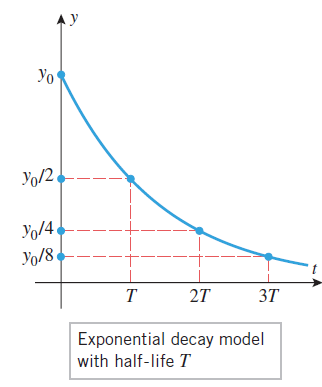 y
y₀
y₀/2
y₀/4
y₀/8
t
T 2T 3T
Exponential decay model
with half-life T